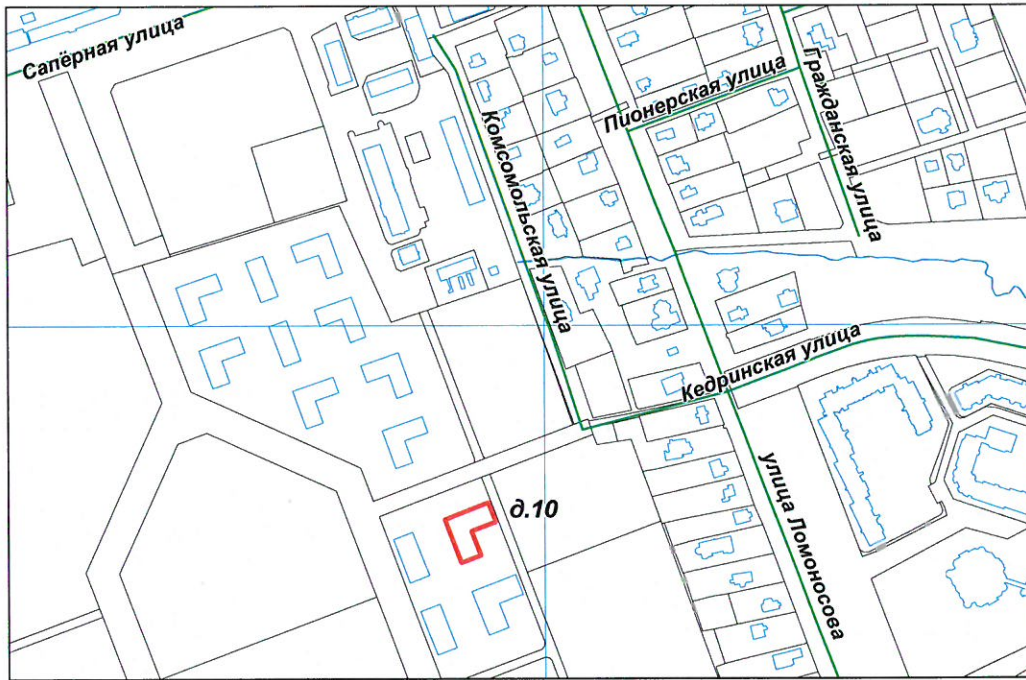 Сапёрная улица
Комсомольская улица
Пионерская улица
Гражданская улица
Кедринская улица
д.10
улица Ломоносова